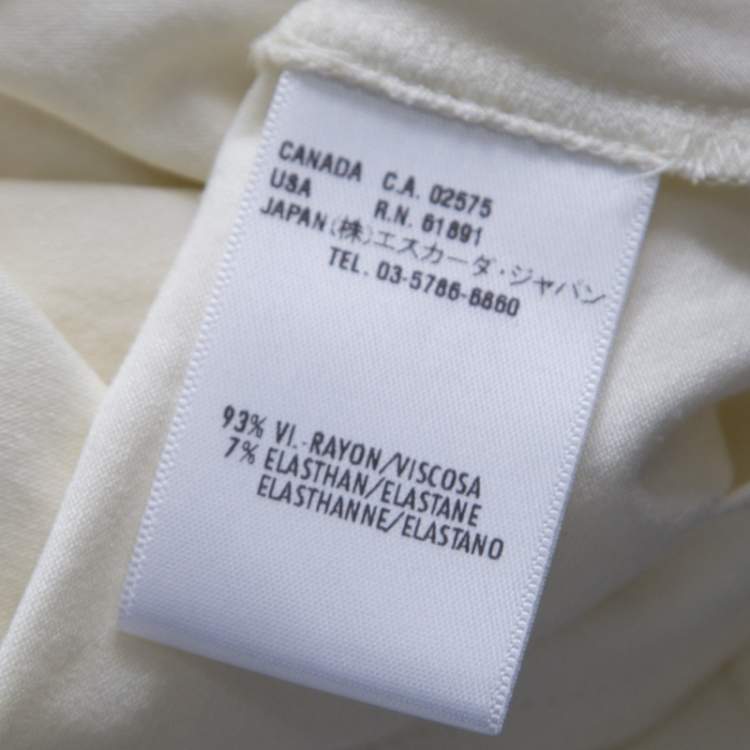 CANADA C.A. 02575
USA R.N. 61891
JAPAN (株)エスカーダ・ジャパン
TEL. 03-5786-6860
93% VI.-RAYON/VISCOSA
7% ELASTHAN/ELASTANE
ELASTHANNE/ELASTANO